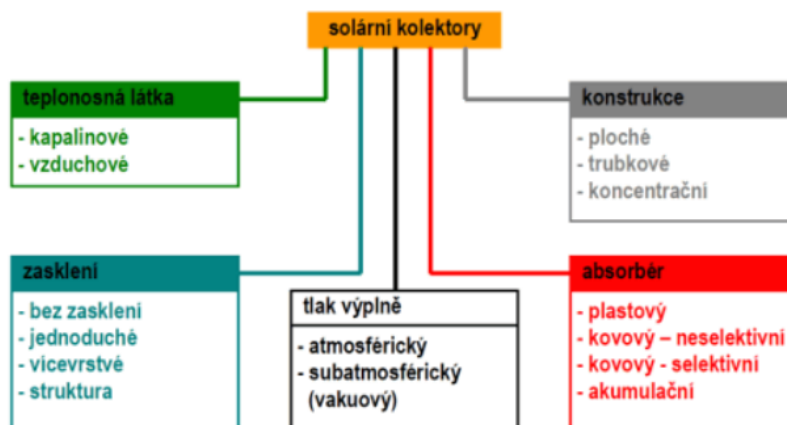 solární kolektory
teplonosná látka
- kapalinové
- vzduchové
konstrukce
- ploché
- trubkové
- koncentrační
zasklení
- bez zasklení
- jednoduché
- vícevrstvé
- struktura
tlak výplně
- atmosférický
- subatmosférický
(vakuový)
absorbér
- plastový
- kovový – neselektivní
- kovový - selektivní
- akumulační